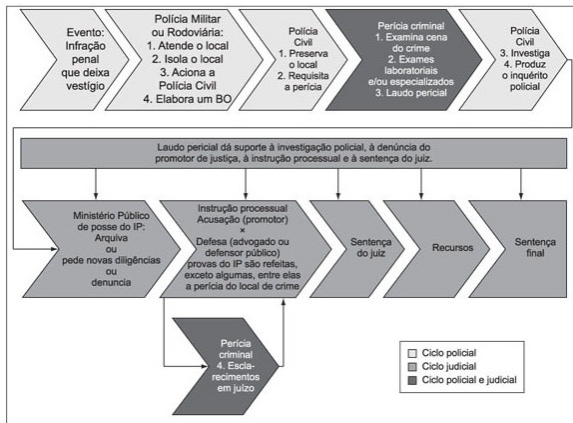 Evento:
Infração
penal
que deixa
vestígio
Polícia Militar
ou Rodoviária:
1. Atende o local
2. Isola o local
3. Aciona a
Polícia Civil
4. Elabora um BO
Polícia
Civil
1. Preserva
o local
2. Requisita
a perícia
Perícia criminal
1. Examina cena
do crime
2. Exames
laboratoriais
e/ou especializados
3. Laudo pericial
Polícia
Civil
3. Investiga
4. Produz
o inquérito
policial
Laudo pericial dá suporte à investigação policial, à denúncia do
promotor de justiça, à instrução processual e à sentença do juiz.
Ministério Público
de posse do IP:
Arquiva
ou
pede novas diligências
ou
denuncia
Instrução processual
Acusação (promotor)
×
Defesa (advogado ou
defensor público)
provas do IP são refeitas,
exceto algumas, entre elas
a perícia do local de crime
Sentença
do juiz
Recursos
Sentença
final
Perícia
criminal
4. Escla-
recimentos
em juízo
Ciclo policial
Ciclo judicial
Ciclo policial e judicial